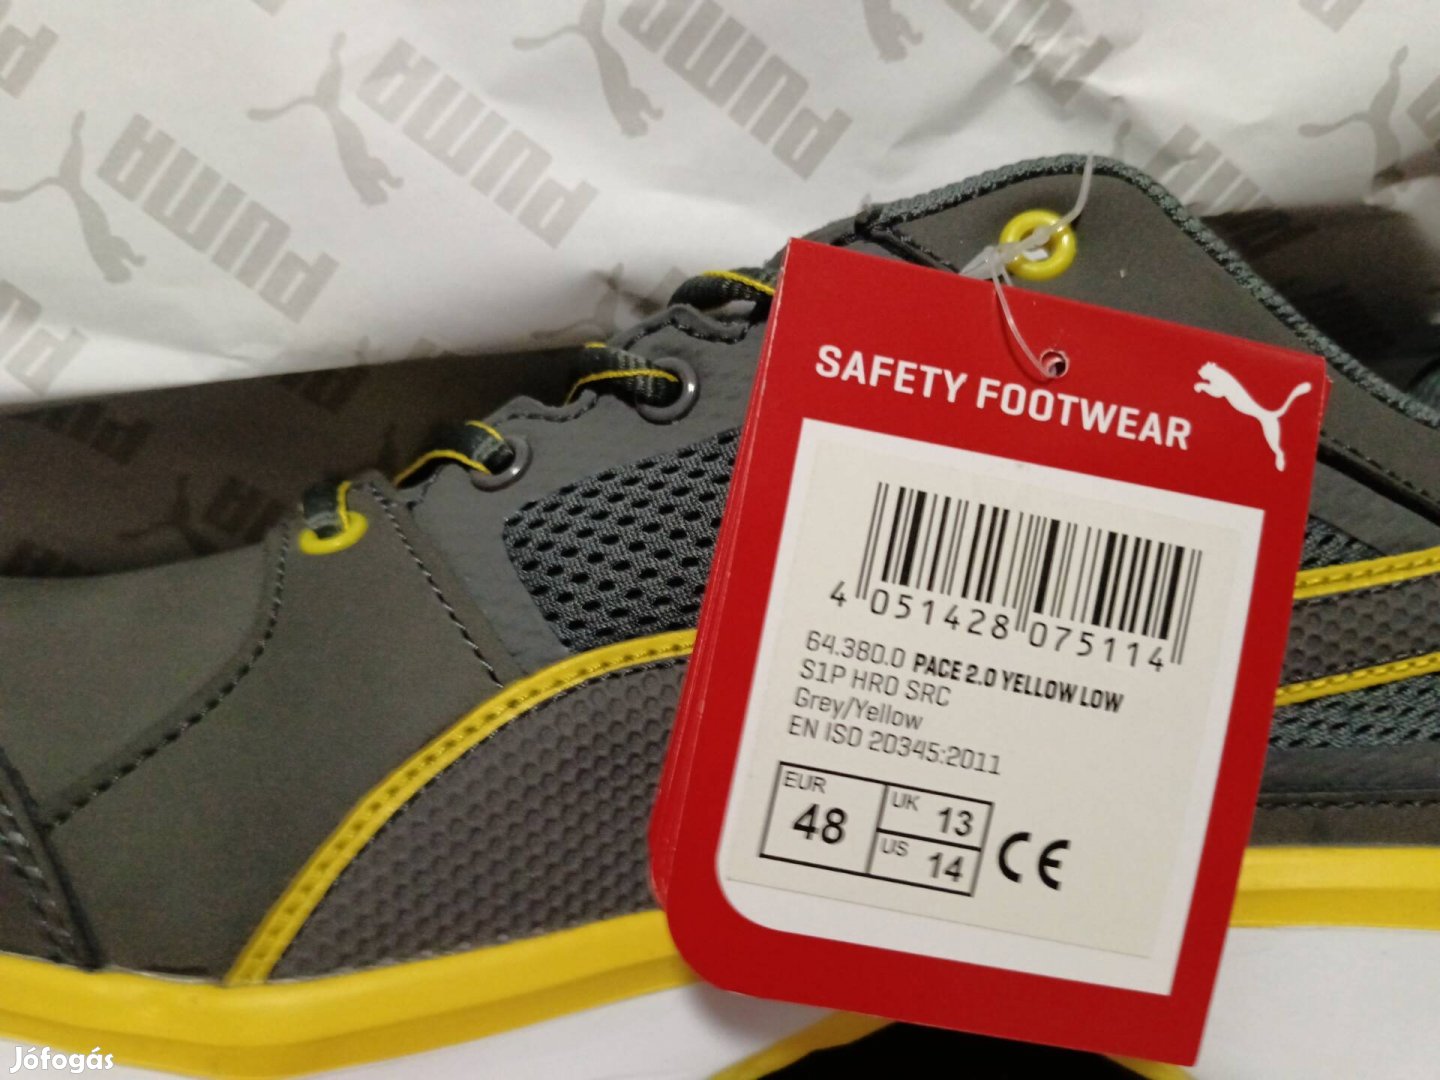 PUMA
PUMA
PUMA
SAFETY FOOTWEAR
4 051428 075114
64.380.0 PACE 2.0 YELLOW LOW
S1P HRO SRC
Grey/Yellow
EN ISO 20345:2011
EUR
48
UK 13
US 14
CE
Jófogás